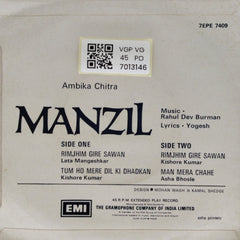 7EPE 7409
VGP VG
45 PD
7013146
Ambika Chitra
MANZIL
Music •
Rahul Dev Burman
Lyrics • Yogesh
SIDE ONE
RIMJHIM GIRE SAWAN
Lata Mangeshkar
TUM HO MERE DIL KI DHADKAN
Kishore Kumar
SIDE TWO
RIMJHIM GIRE SAWAN
Kishore Kumar
MAN MERA CHAHE
Asha Bhosle
DESIGN • MOHAN WAGH & KAMAL SHEDGE
EMI
45 R.P.M. EXTENDED PLAY RECORD
THE GRAMOPHONE COMPANY OF INDIA LIMITED